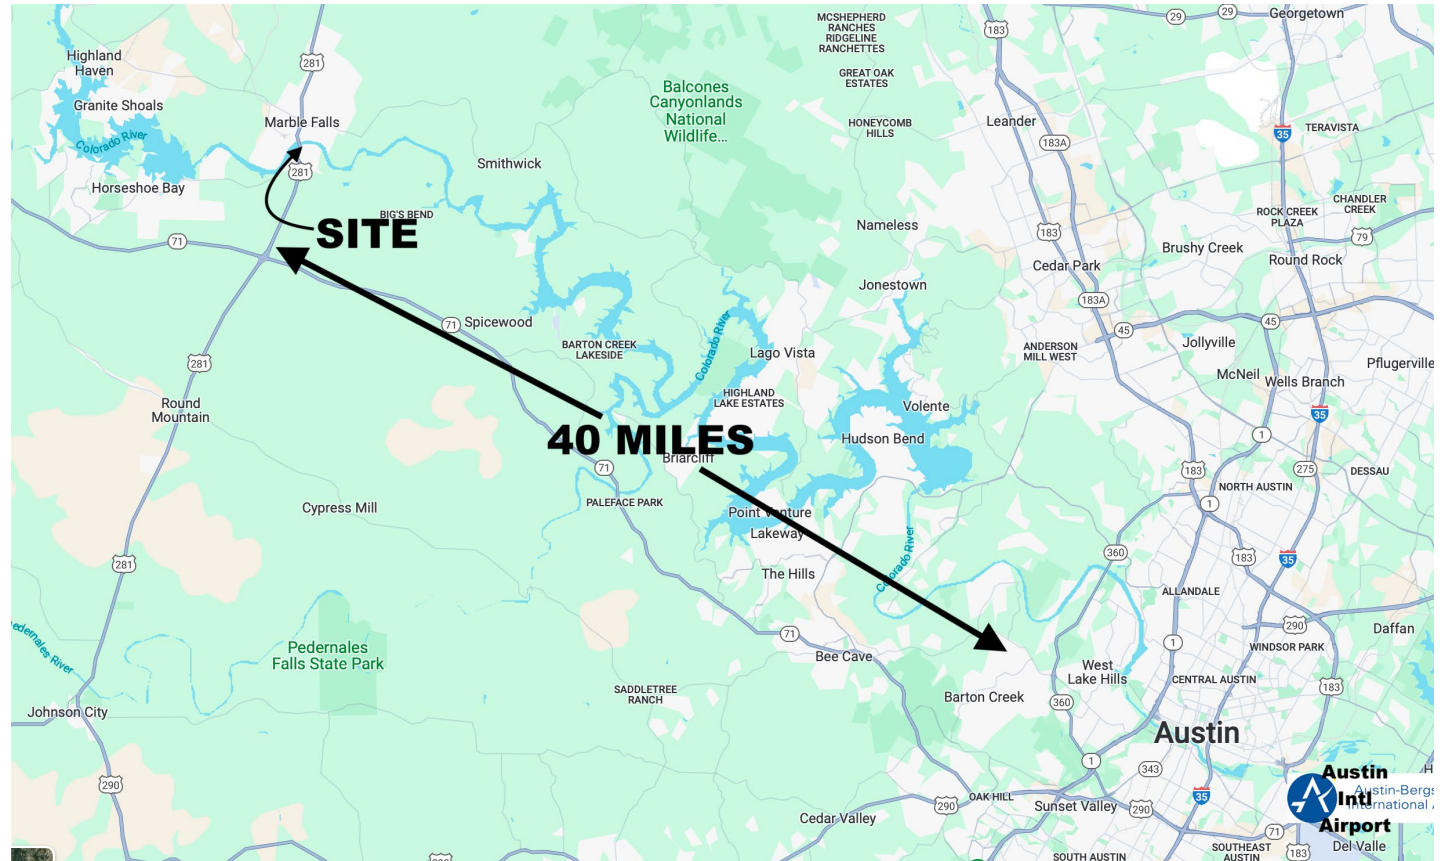 MCSHEPHERD
RANCHES
RIDGELINE
RANCHETTES
29
29
Georgetown
183
Highland
Haven
281
GREAT OAK
ESTATES
Balcones
Canyonlands
National
Wildlife...
Granite Shoals
Marble Falls
HONEYCOMB
HILLS
Leander
35
TERAVISTA
Colorado River
183A
Smithwick
281
Horseshoe Bay
CHANDLER
CREEK
ROCK CREEK
PLAZA
BIG'S BEND
SITE
Nameless
183
79
71
Brushy Creek
Round Rock
Cedar Park
Jonestown
183A
71
Spicewood
45
45
BARTON CREEK
LAKESIDE
Colorado River
Lago Vista
ANDERSON
MILL WEST
Jollyville
281
McNeil
Wells Branch
Pflugerville
HIGHLAND
LAKE ESTATES
Round
Mountain
Volente
35
40 MILES
Hudson Bend
1
Briarcliff
71
183
275
DESSAU
NORTH AUSTIN
PALEFACE PARK
Cypress Mill
Point Venture
1
Lakeway
360
183
35
281
Colorado River
The Hills
ALLANDALE
290
Daffan
71
Pedernales
Falls State Park
Bee Cave
1
WINDSOR PARK
West
Lake Hills
CENTRAL AUSTIN
183
SADDLETREE
RANCH
Barton Creek
360
Johnson City
Austin
1
343
Austin
Intl
Airport
290
OAK HILL
Sunset Valley
290
35
Cedar Valley
71
SOUTHEAST
AUSTIN
183
Del Valle
SOUTH AUSTIN